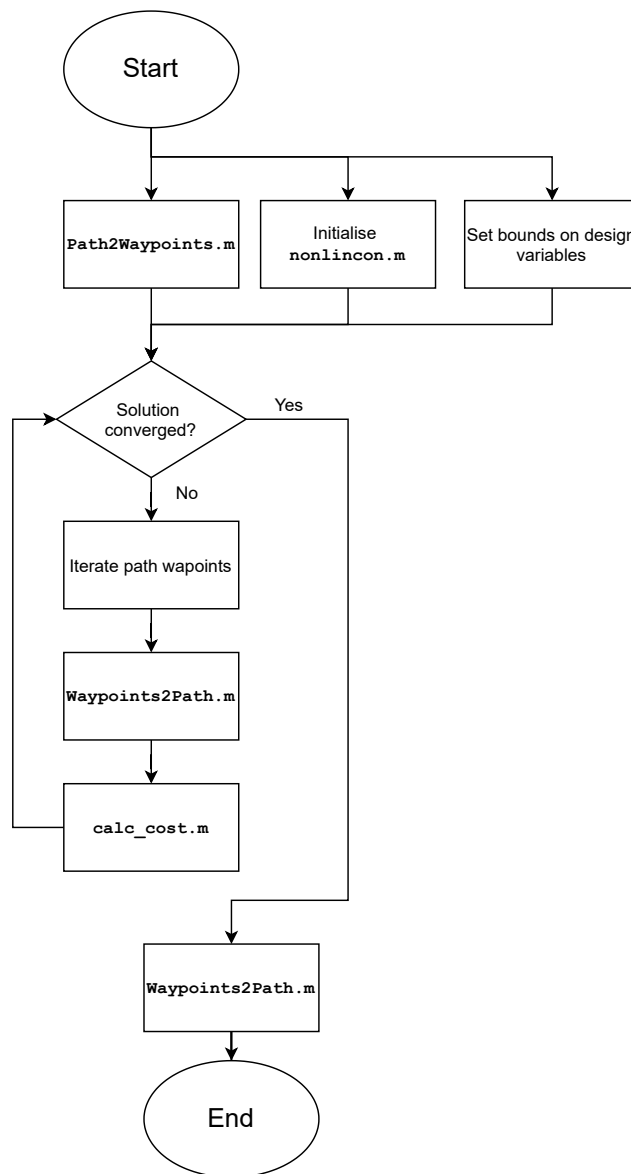 Start
Path2Waypoints.m
Initialise
nonlincon.m
Set bounds on design
variables
Solution
converged?
Yes
No
Iterate path wapoints
Waypoints2Path.m
calc_cost.m
Waypoints2Path.m
End